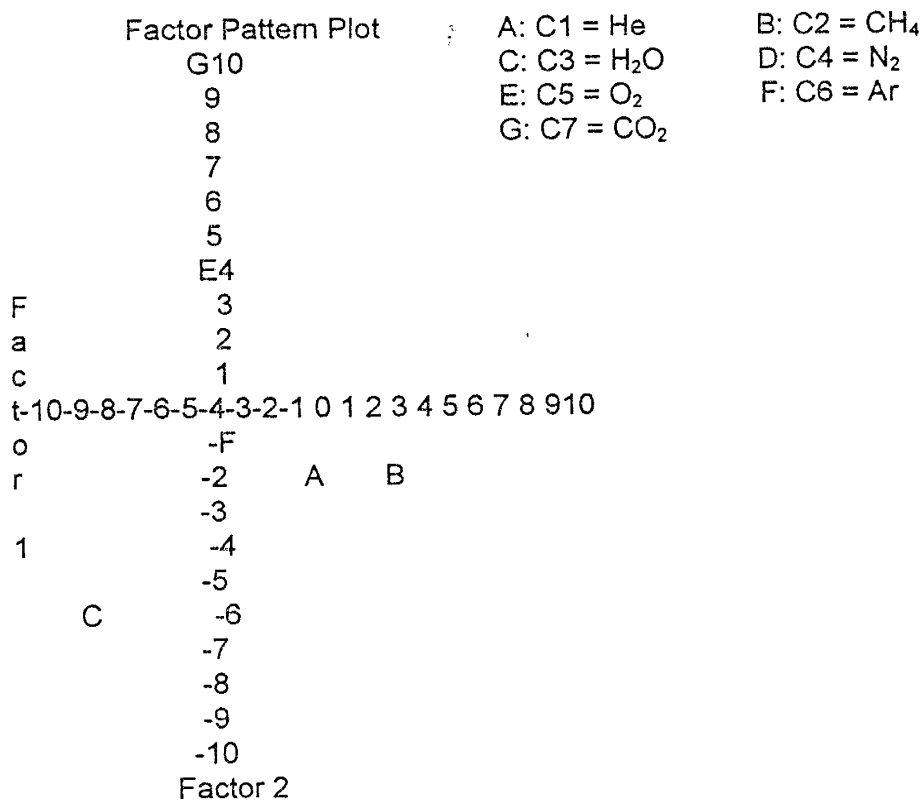 Factor Pattern Plot
A: C1 = He
B: C2 = CH₄
C: C3 = H₂O
D: C4 = N₂
E: C5 = O₂
F: C6 = Ar
G: C7 = CO₂
G10
9
8
7
6
5
E4
F 3
a 2
c 1
t-10-9-8-7-6-5-4-3-2-1 0 1 2 3 4 5 6 7 8 910
o -F
r -2 A B
-3
1 -4
-5
C -6
-7
-8
-9
-10
Factor 2